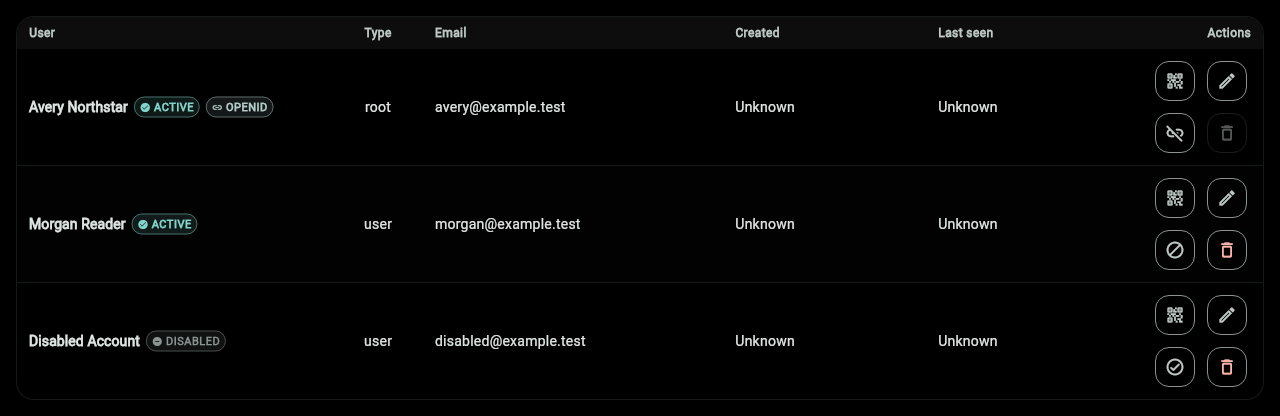 User Type Email Created Last seen Actions
Avery Northstar ACTIVE OPENID root avery@example.test Unknown Unknown
Morgan Reader ACTIVE user morgan@example.test Unknown Unknown
Disabled Account DISABLED user disabled@example.test Unknown Unknown